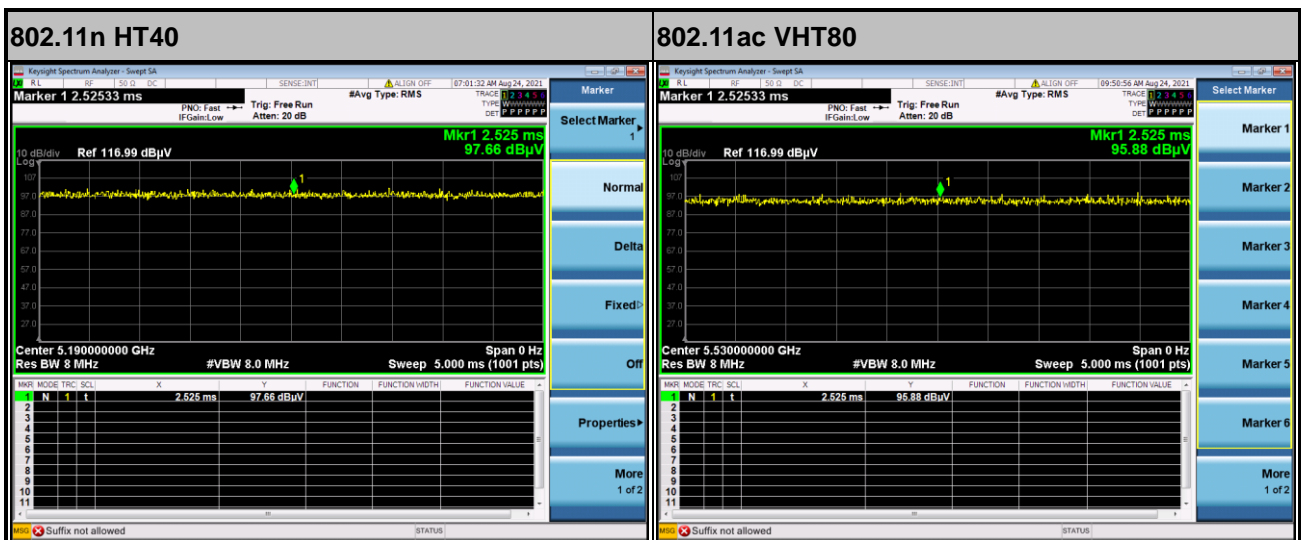 802.11n HT40
802.11ac VHT80
Keysight Spectrum Analyzer - Swept SA
RL RF 50 Ω DC SENSE:INT ALIGN OFF 07:01:32 AM Aug 24, 2021
Marker 1 2.52533 ms
#Avg Type: RMS
TRACE 1 2 3 4 5 6
TYPE W
DET P P P P P P
PNO: Fast
IFGain:Low
Trig: Free Run
Atten: 20 dB
Mkr1 2.525 ms
97.66 dBµV
10 dB/div Ref 116.99 dBµV
Log
107
97.0
87.0
77.0
67.0
57.0
47.0
37.0
27.0
1
Center 5.190000000 GHz Span 0 Hz
Res BW 8 MHz #VBW 8.0 MHz Sweep 5.000 ms (1001 pts)
MKR MODE TRC SCL X Y FUNCTION FUNCTION WIDTH FUNCTION VALUE
1 N 1 t 2.525 ms 97.66 dBuV
2
3
4
5
6
7
8
9
10
11
MSG Suffix not allowed STATUS
Marker
Select Marker
1
Normal
Delta
Fixed
Off
Properties
More
1 of 2
Keysight Spectrum Analyzer - Swept SA
RL RF 50 Ω DC SENSE:INT ALIGN OFF 09:50:56 AM Aug 24, 2021
Marker 1 2.52533 ms
#Avg Type: RMS
TRACE 1 2 3 4 5 6
TYPE W
DET P P P P P P
PNO: Fast
IFGain:Low
Trig: Free Run
Atten: 20 dB
Mkr1 2.525 ms
95.88 dBµV
10 dB/div Ref 116.99 dBµV
Log
107
97.0
87.0
77.0
67.0
57.0
47.0
37.0
27.0
1
Center 5.530000000 GHz Span 0 Hz
Res BW 8 MHz #VBW 8.0 MHz Sweep 5.000 ms (1001 pts)
MKR MODE TRC SCL X Y FUNCTION FUNCTION WIDTH FUNCTION VALUE
1 N 1 t 2.525 ms 95.88 dBuV
2
3
4
5
6
7
8
9
10
11
MSG Suffix not allowed STATUS
Select Marker
Marker 1
Marker 2
Marker 3
Marker 4
Marker 5
Marker 6
More
1 of 2